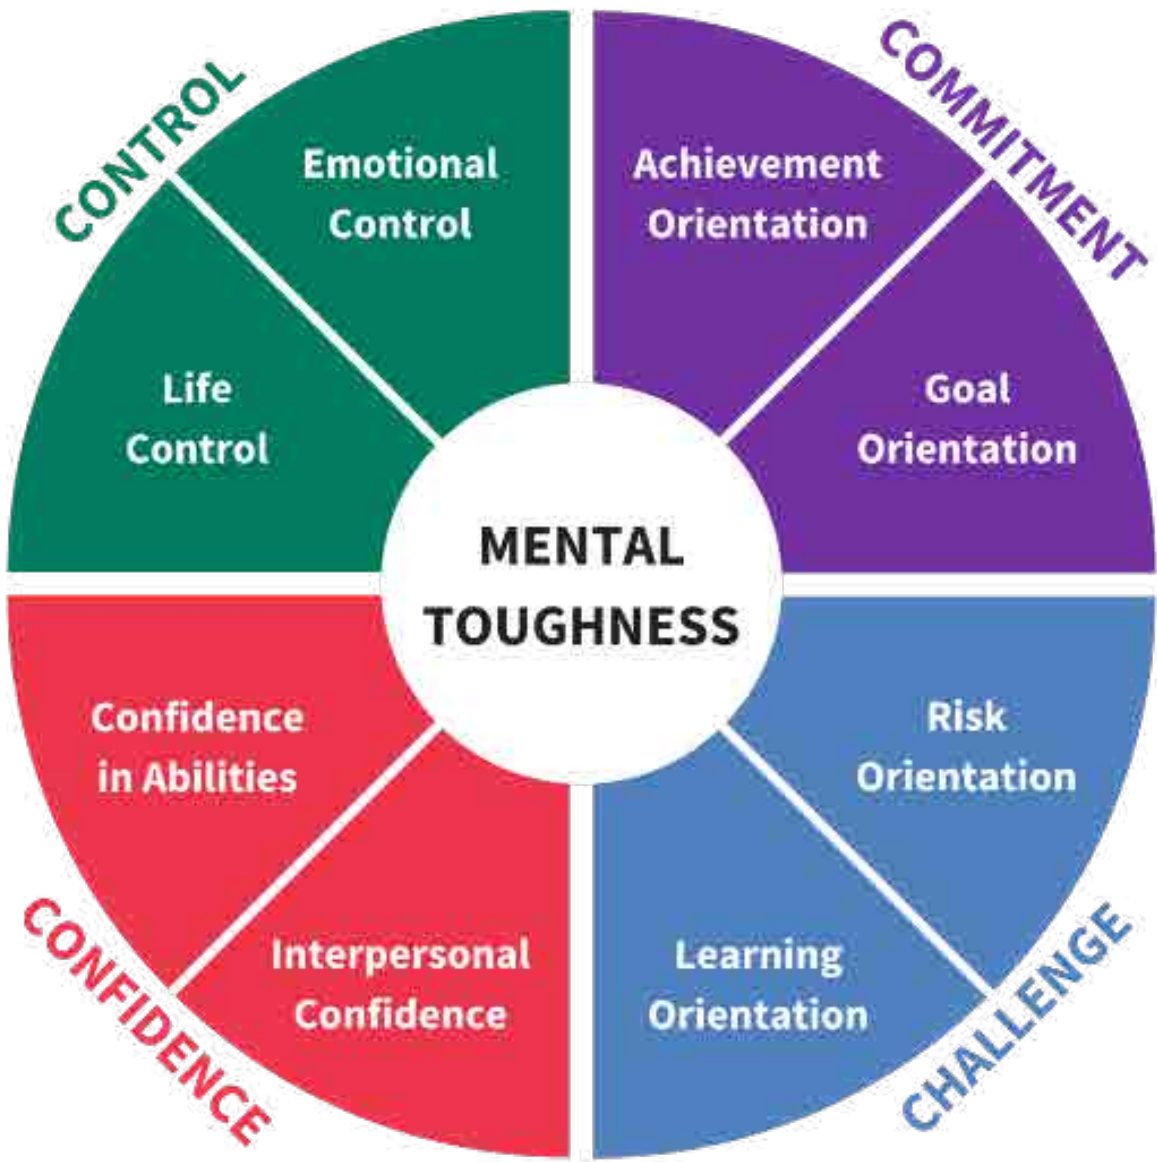 CONTROL
Emotional
Control
Life
Control
COMMITMENT
Achievement
Orientation
Goal
Orientation
MENTAL
TOUGHNESS
Confidence
in Abilities
Interpersonal
Confidence
CONFIDENCE
Risk
Orientation
Learning
Orientation
CHALLENGE